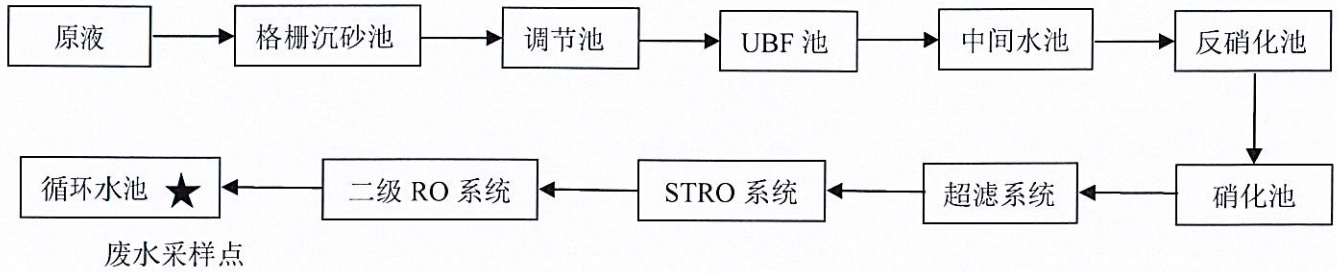 原液
格栅沉砂池
调节池
UBF 池
中间水池
反硝化池
循环水池 ★
二级 RO 系统
STRO 系统
超滤系统
硝化池
废水采样点